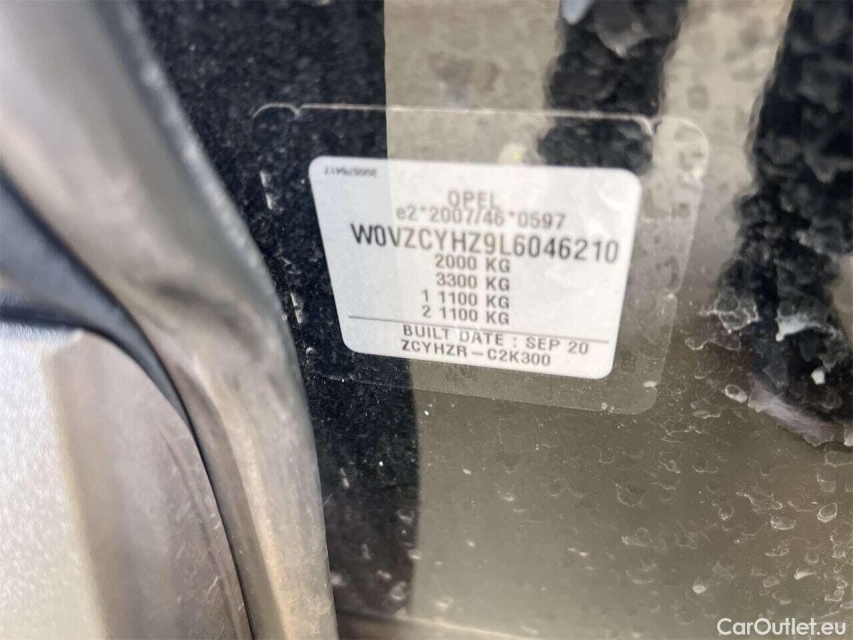 2000575417
OPEL
e2*2007/46*0597
W0VZCYHZ9L6046210
2000 KG
3300 KG
1 1100 KG
2 1100 KG
BUILT DATE : SEP 20
ZCYHZR-C2K300
CarOutlet.eu